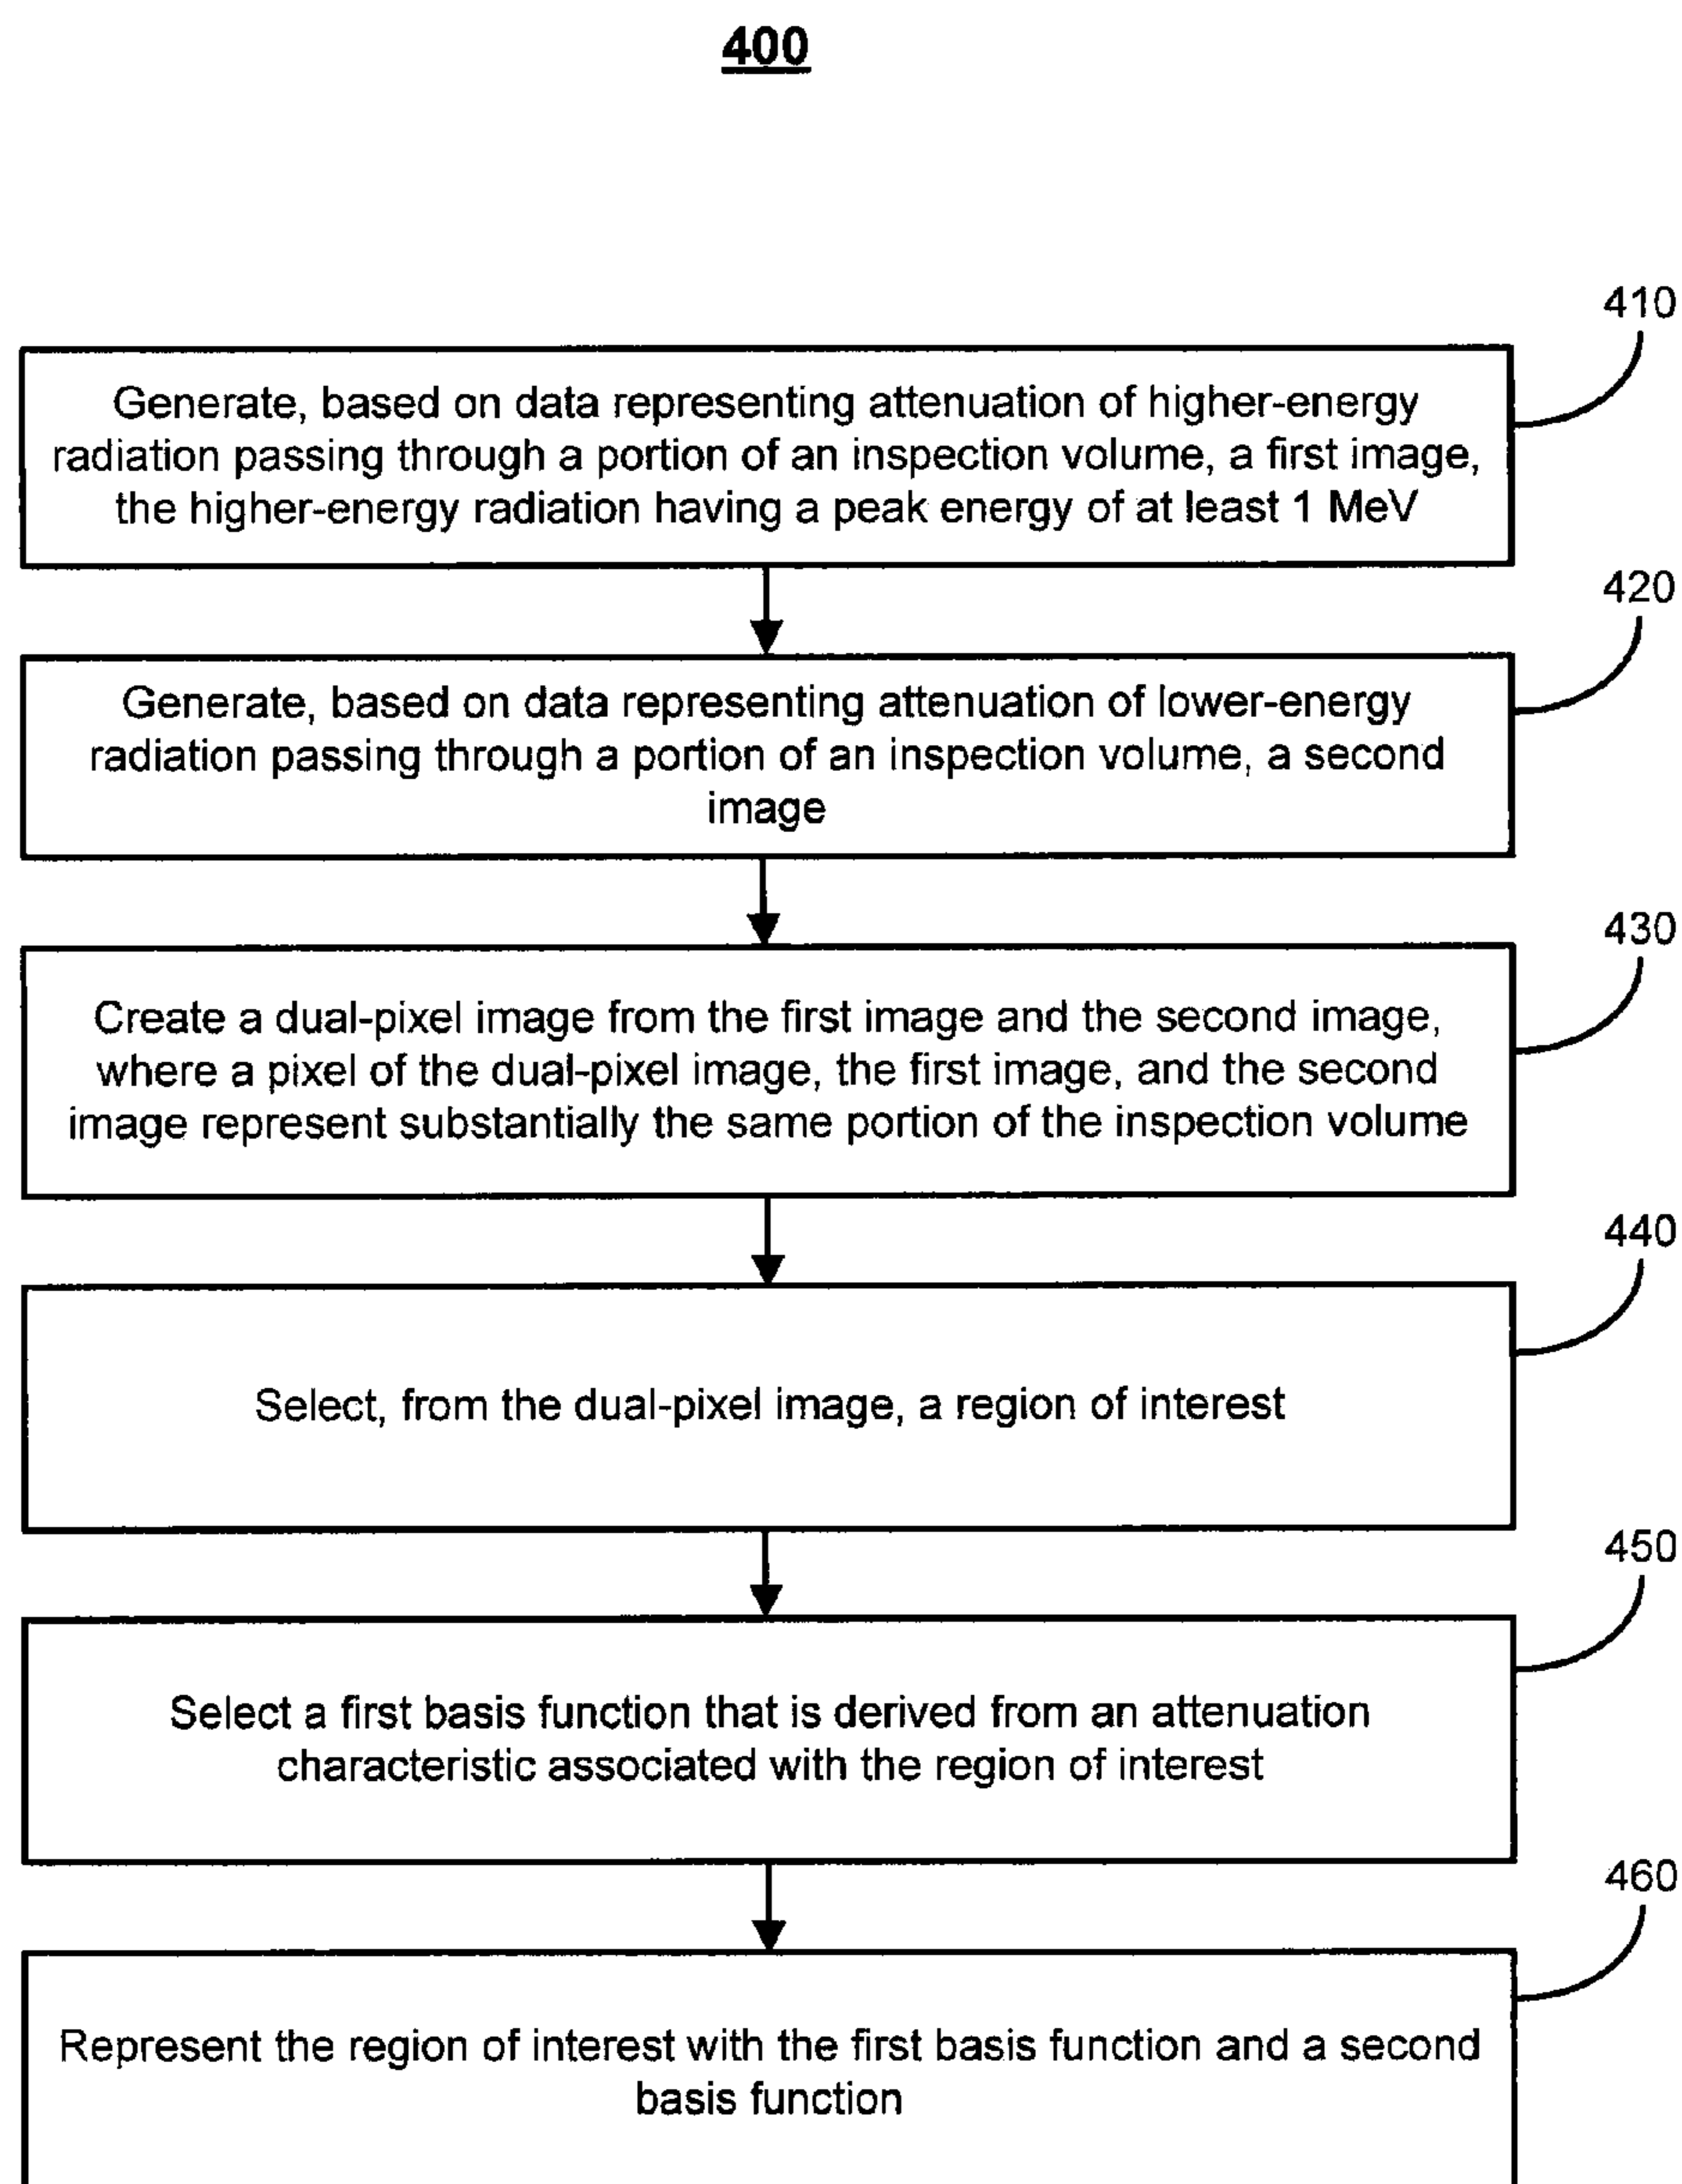 400
410
Generate, based on data representing attenuation of higher-energy
radiation passing through a portion of an inspection volume, a first image,
the higher-energy radiation having a peak energy of at least 1 MeV
420
Generate, based on data representing attenuation of lower-energy
radiation passing through a portion of an inspection volume, a second
image
430
Create a dual-pixel image from the first image and the second image,
where a pixel of the dual-pixel image, the first image, and the second
image represent substantially the same portion of the inspection volume
440
Select, from the dual-pixel image, a region of interest
450
Select a first basis function that is derived from an attenuation
characteristic associated with the region of interest
460
Represent the region of interest with the first basis function and a second
basis function